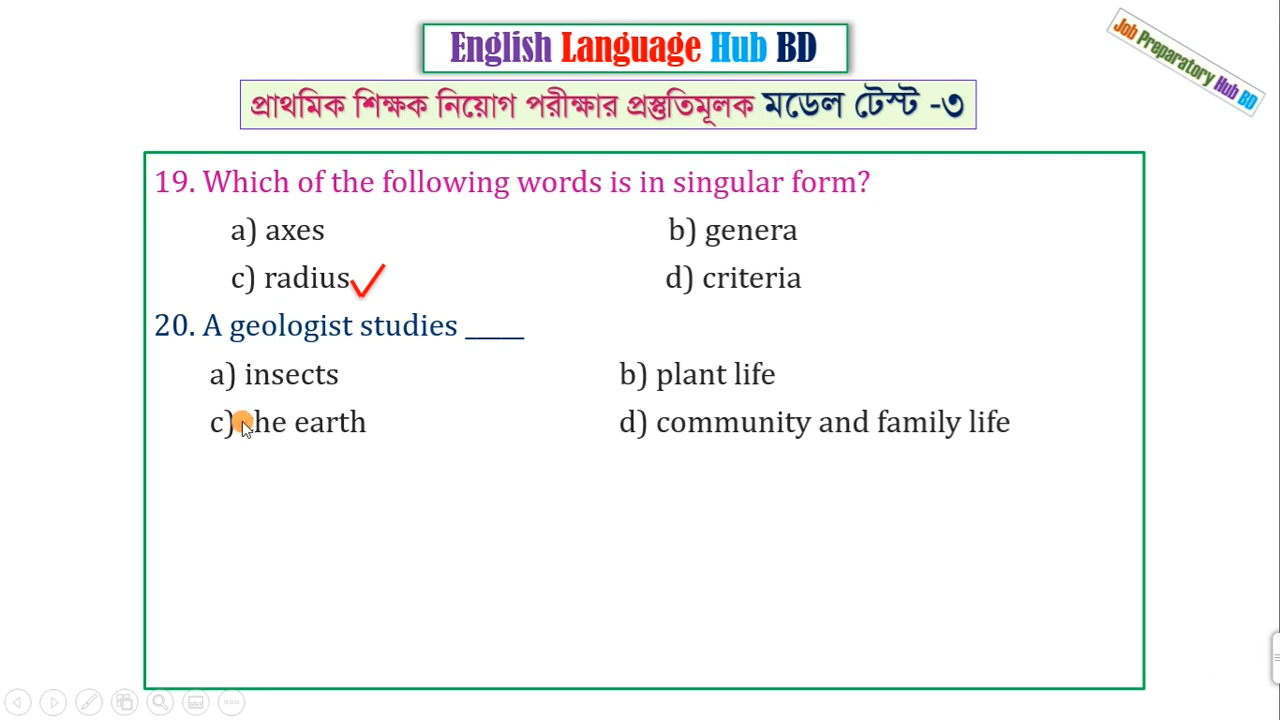 English Language Hub BD
Job Preparatory Hub BD
প্রাথমিক শিক্ষক নিয়োগ পরীক্ষার প্রস্তুতিমূলক মডেল টেস্ট -৩
19. Which of the following words is in singular form?
a) axes b) genera
c) radius d) criteria
20. A geologist studies _____
a) insects b) plant life
c) the earth d) community and family life